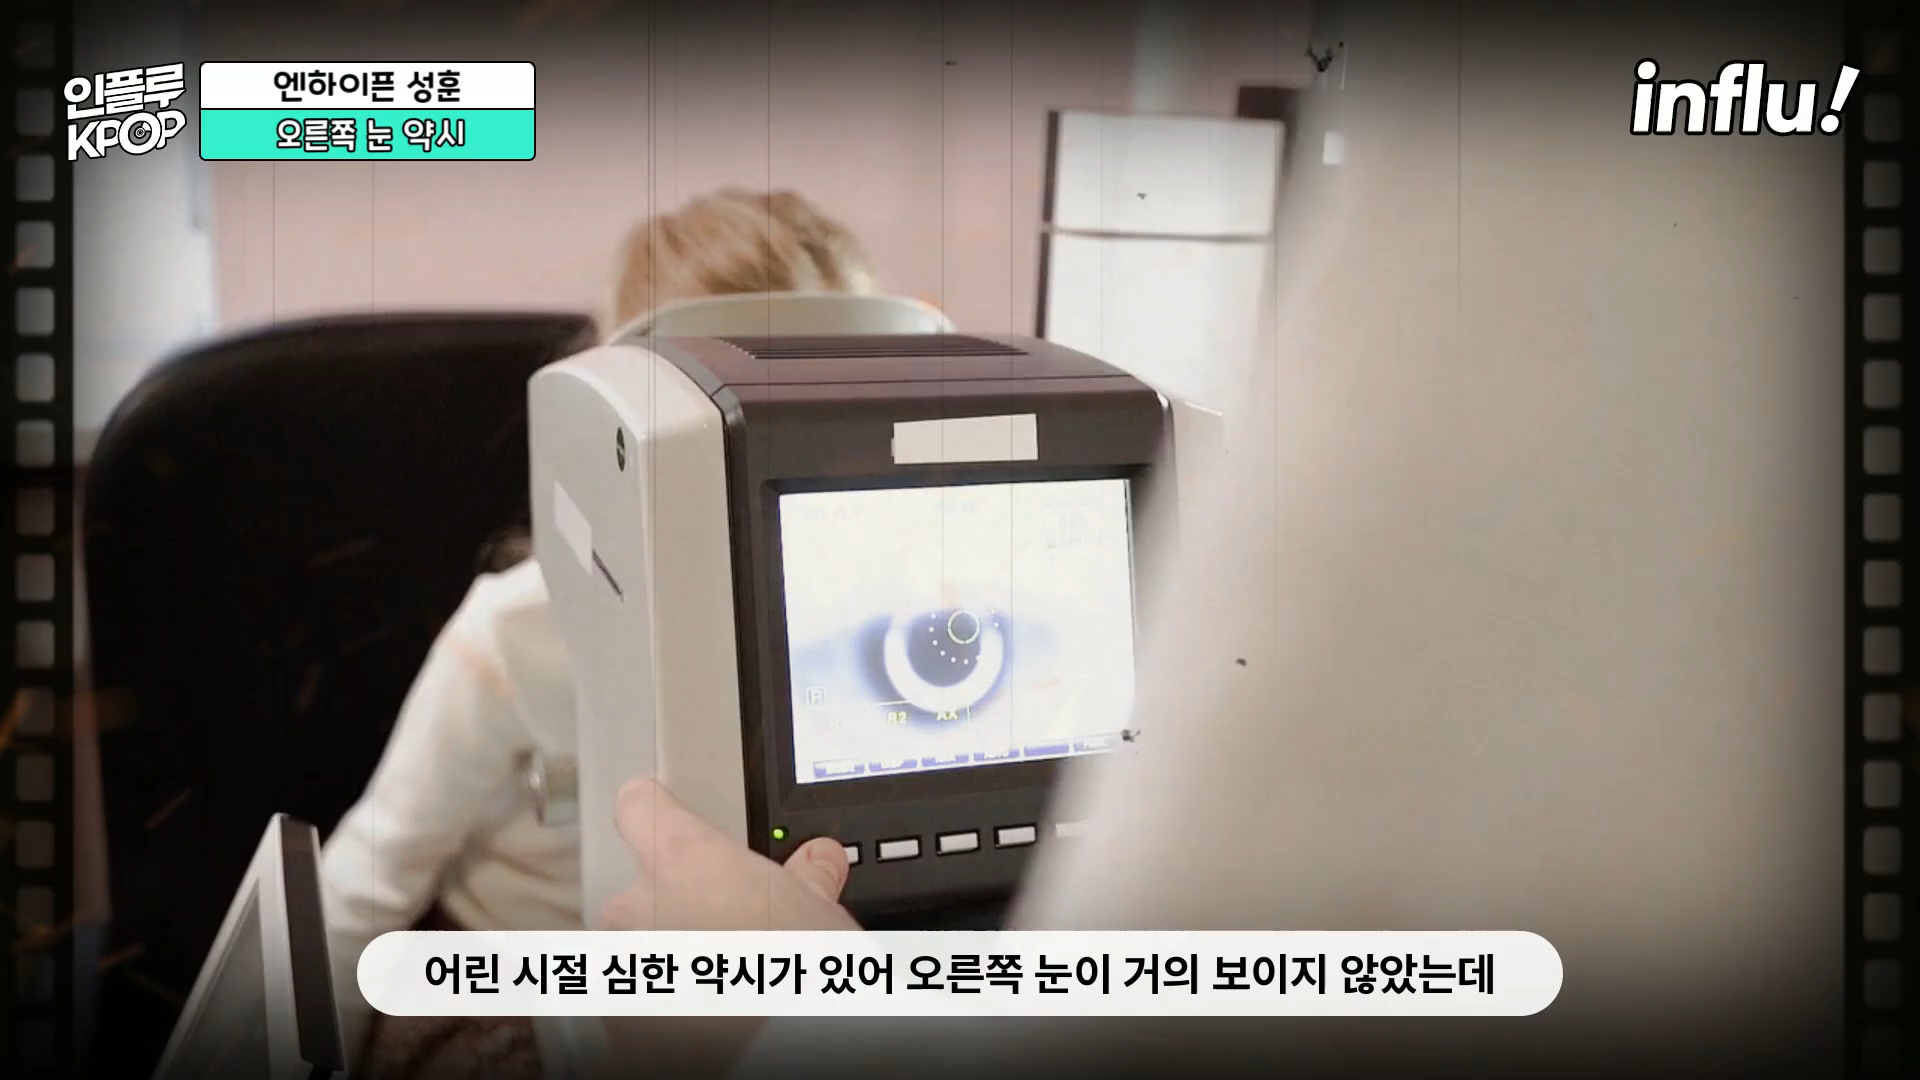 인플루
KPOP
엔하이픈 성훈
오른쪽 눈 약시
influ!
R
R2 AX
어린 시절 심한 약시가 있어 오른쪽 눈이 거의 보이지 않았는데